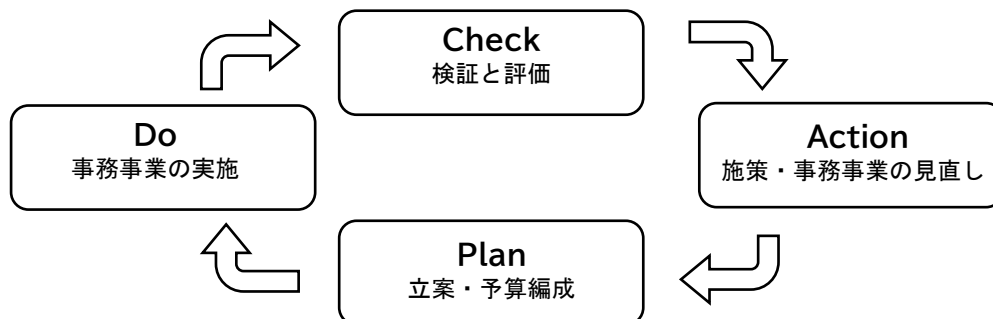 Check
検証と評価
Do
事務事業の実施
Action
施策・事務事業の見直し
Plan
立案・予算編成